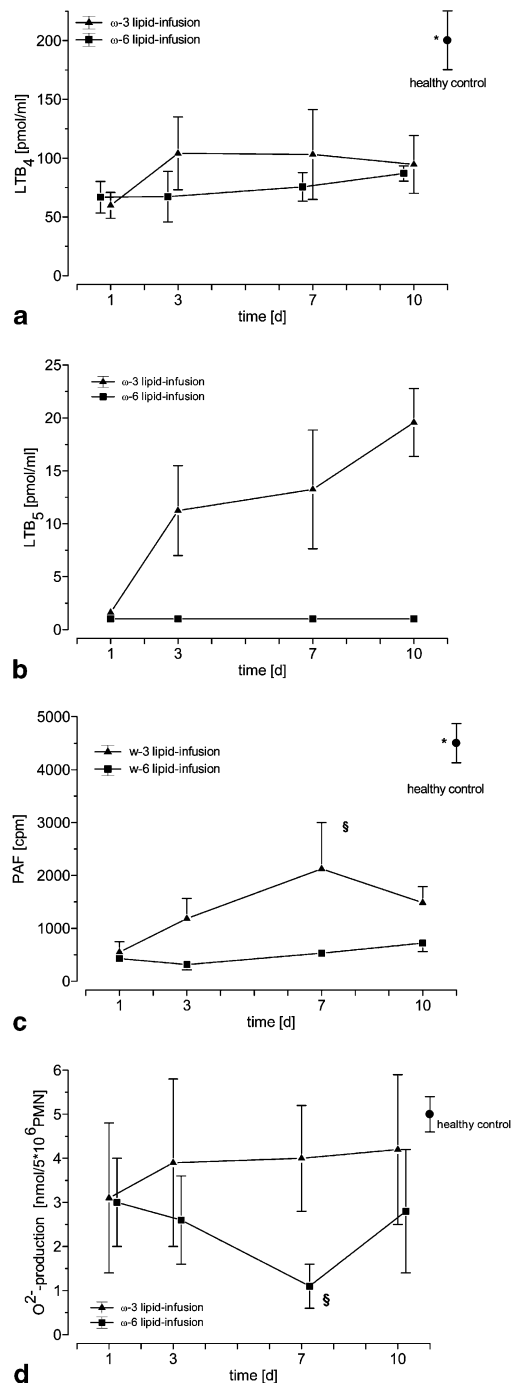 ω-3 lipid-infusion
ω-6 lipid-infusion
200
150
100
50
0
LTB4 [pmol/ml]
*
healthy control
1 3 7 10
time [d]
a
ω-3 lipid-infusion
ω-6 lipid-infusion
25
20
15
10
5
0
LTB5 [pmol/ml]
1 3 7 10
time [d]
b
w-3 lipid-infusion
w-6 lipid-infusion
5000
4000
3000
2000
1000
0
PAF [cpm]
*
healthy control
§
1 3 7 10
time [d]
c
6
5
4
3
2
1
0
O2--production [nmol/5*106PMN]
healthy control
§
ω-3 lipid-infusion
ω-6 lipid-infusion
1 3 7 10
time [d]
d